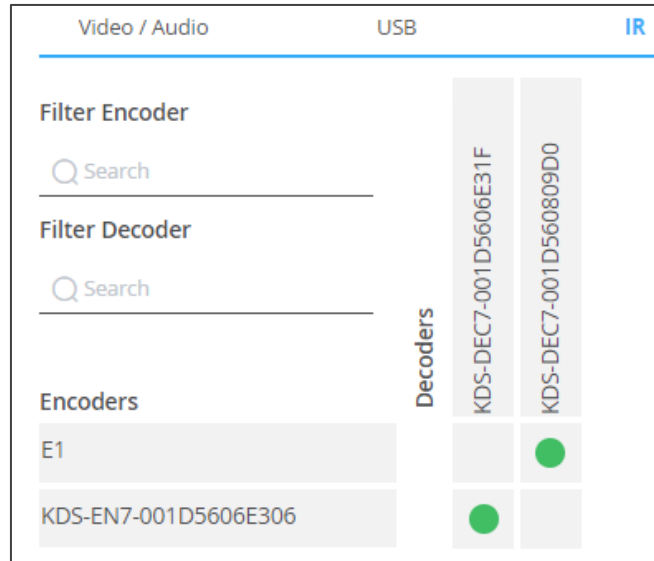 Video / Audio
USB
IR
Filter Encoder
Search
Filter Decoder
Search
Encoders
Decoders
KDS-DEC7-001D5606E31F
KDS-DEC7-001D560809D0
E1
KDS-EN7-001D5606E306